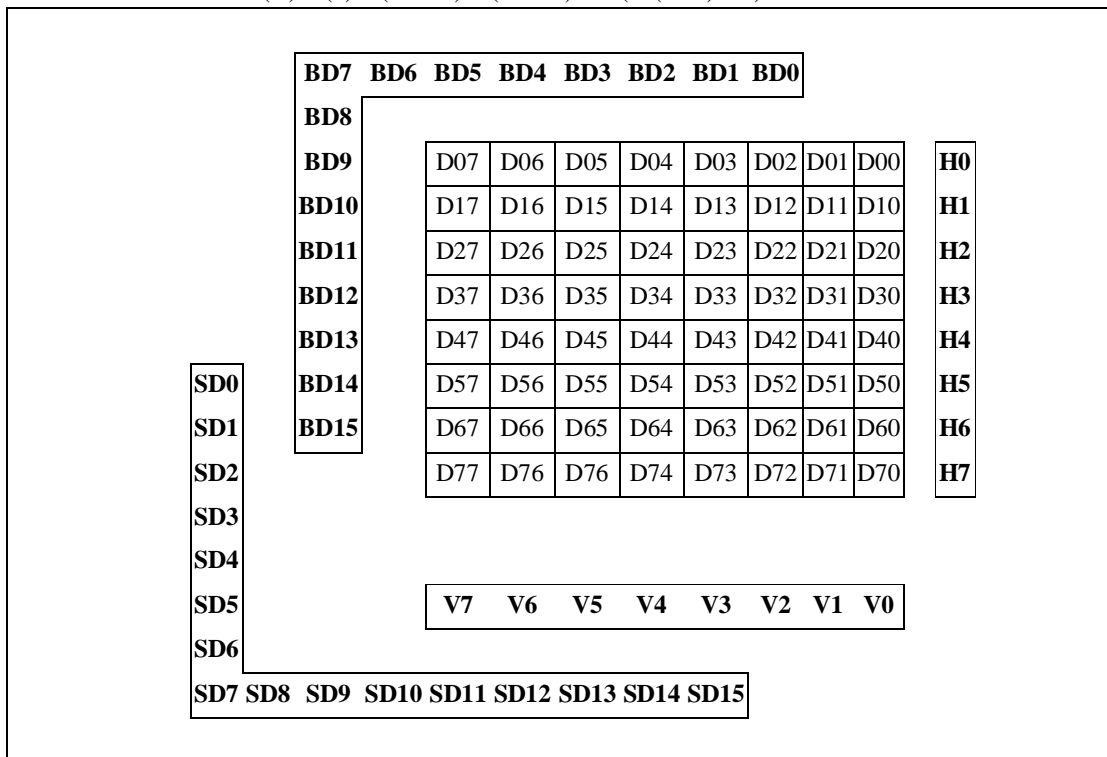 BD7 BD6 BD5 BD4 BD3 BD2 BD1 BD0
BD8
BD9 D07 D06 D05 D04 D03 D02 D01 D00 H0
BD10 D17 D16 D15 D14 D13 D12 D11 D10 H1
BD11 D27 D26 D25 D24 D23 D22 D21 D20 H2
BD12 D37 D36 D35 D34 D33 D32 D31 D30 H3
BD13 D47 D46 D45 D44 D43 D42 D41 D40 H4
SD0 BD14 D57 D56 D55 D54 D53 D52 D51 D50 H5
SD1 BD15 D67 D66 D65 D64 D63 D62 D61 D60 H6
SD2 D77 D76 D76 D74 D73 D72 D71 D70 H7
SD3
SD4
SD5 V7 V6 V5 V4 V3 V2 V1 V0
SD6
SD7 SD8 SD9 SD10 SD11 SD12 SD13 SD14 SD15